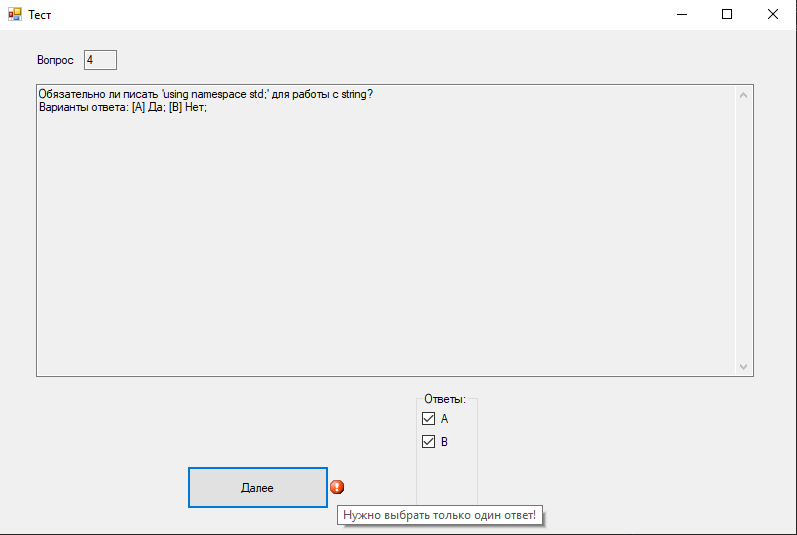 Тест
Вопрос 4
Обязательно ли писать 'using namespace std;' для работы с string?
Варианты ответа: [A] Да; [B] Нет;
Ответы:
A
B
Далее
Нужно выбрать только один ответ!